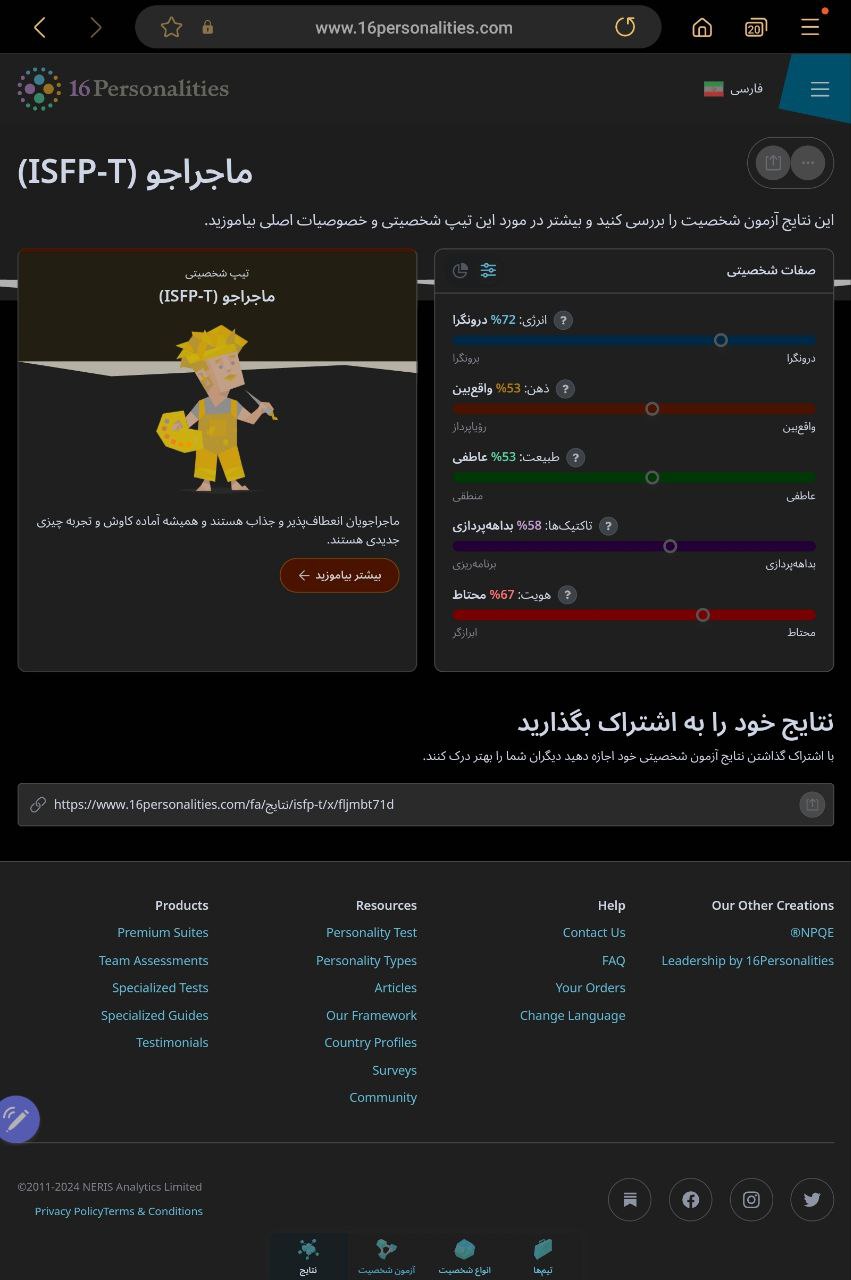 www.16personalities.com
20
16Personalities
فارسی
ماجراجو (ISFP-T)
این نتایج آزمون شخصیت را بررسی کنید و بیشتر در مورد این تیپ شخصیتی و خصوصیات اصلی بیاموزید.
صفات شخصیتی
انرژی: 72% درونگرا
درونگرا
برونگرا
ذهن: 53% واقع‌بین
واقع‌بین
رؤیاپرداز
طبیعت: 53% عاطفی
عاطفی
منطقی
تاکتیک‌ها: 58% بداهه‌پردازی
بداهه‌پردازی
برنامه‌ریزی
هویت: 67% محتاط
محتاط
ابرازگر
تیپ شخصیتی
ماجراجو (ISFP-T)
ماجراجویان انعطاف‌پذیر و جذاب هستند و همیشه آماده کاوش و تجربه چیزی
جدیدی هستند.
بیشتر بیاموزید ←
نتایج خود را به اشتراک بگذارید
با اشتراک گذاشتن نتایج آزمون شخصیتی خود اجازه دهید دیگران شما را بهتر درک کنند.
https://www.16personalities.com/fa/نتایج/isfp-t/x/fljmbt71d
Products
Premium Suites
Team Assessments
Specialized Tests
Specialized Guides
Testimonials
Resources
Personality Test
Personality Types
Articles
Our Framework
Country Profiles
Surveys
Community
Help
Contact Us
FAQ
Your Orders
Change Language
Our Other Creations
®NPQE
Leadership by 16Personalities
©2011-2024 NERIS Analytics Limited
Privacy PolicyTerms & Conditions
نتایج
آزمون شخصیت
انواع شخصیت
تیم‌ها